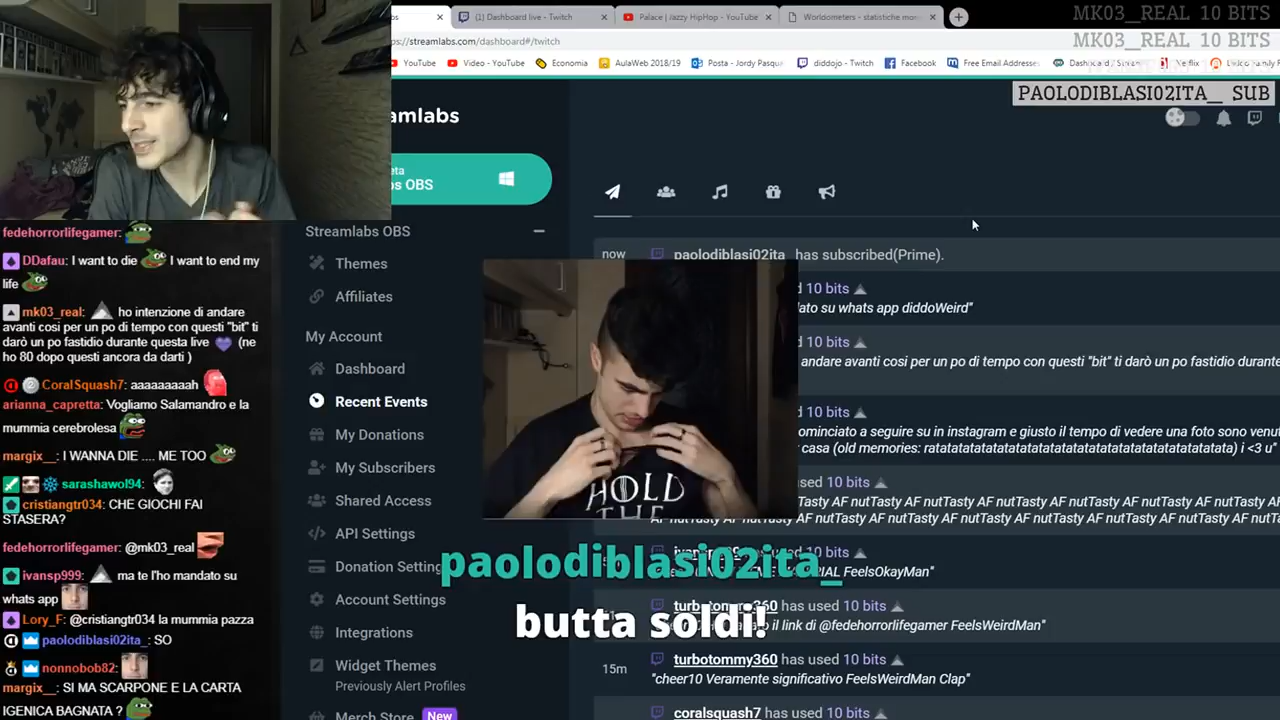 (1) Dashboard live - Twitch
Palace | Jazzy HipHop - YouTube
Worldometers - statistiche mon
ps://streamlabs.com/dashboard#/twitch
YouTube
Video - YouTube
Economia
AulaWeb 2018/19
Posta - Jordy Pasque
diddojo - Twitch
Facebook
Free Email Addresses
Netflix
MK03_REAL 10 BITS
MK03_REAL 10 BITS
PAOLODIBLASI02ITA_ SUB
amlabs
eta
s OBS
Streamlabs OBS
Themes
Affiliates
My Account
Dashboard
Recent Events
My Donations
My Subscribers
Shared Access
API Settings
Donation Setting
Account Settings
Integrations
Widget Themes
Previously Alert Profiles
Merch Store New
fedehorrorlifegamer:
DDafau: I want to die I want to end my
life
mk03_real: ho intenzione di andare
avanti cosi per un po di tempo con questi "bit" ti
darò un po fastidio durante questa live (ne
ho 80 dopo questi ancora da darti )
CoralSquash7: aaaaaaaaah
arianna_capretta: Vogliamo Salamandro e la
mummia cerebrolesa
margix__: I WANNA DIE .... ME TOO
sarashawol94:
cristiangtr034: CHE GIOCHI FAI
STASERA?
fedehorrorlifegamer: @mk03_real
ivansp999: ma te l'ho mandato su
whats app
Lory_F: @cristiangtr034 la mummia pazza
paolodiblasi02ita_: SO
nonnobob82:
margix__: SI MA SCARPONE E LA CARTA
IGENICA BAGNATA ?
now paolodiblasi02ita_ has subscribed(Prime).
d 10 bits
ato su whats app diddoWeird"
10 bits
andare avanti cosi per un po di tempo con questi "bit" ti darò un po fastidio durante
d 10 bits
ominciato a seguire su in instagram e giusto il tempo di vedere una foto sono venut
casa (old memories: ratatatatatatatatatatatatatatatatatatatatatatatata) i <3 u"
used 10 bits
nutTasty AF nutTasty AF nutTasty AF nutTasty AF nutTasty AF nutTasty AF nutTasty
AF nutTasty AF nutTasty AF nutTasty AF nutTasty AF nutTasty AF nutTasty"
10 bits
FeelsOkayMan"
turbotommy360 has used 10 bits
o il link di @fedehorrorlifegamer FeelsWeirdMan"
15m turbotommy360 has used 10 bits
"cheer10 Veramente significativo FeelsWeirdMan Clap"
coralsquash7 has used 10 bits
HOLD
THE
paolodiblasi02ita_
butta soldi!